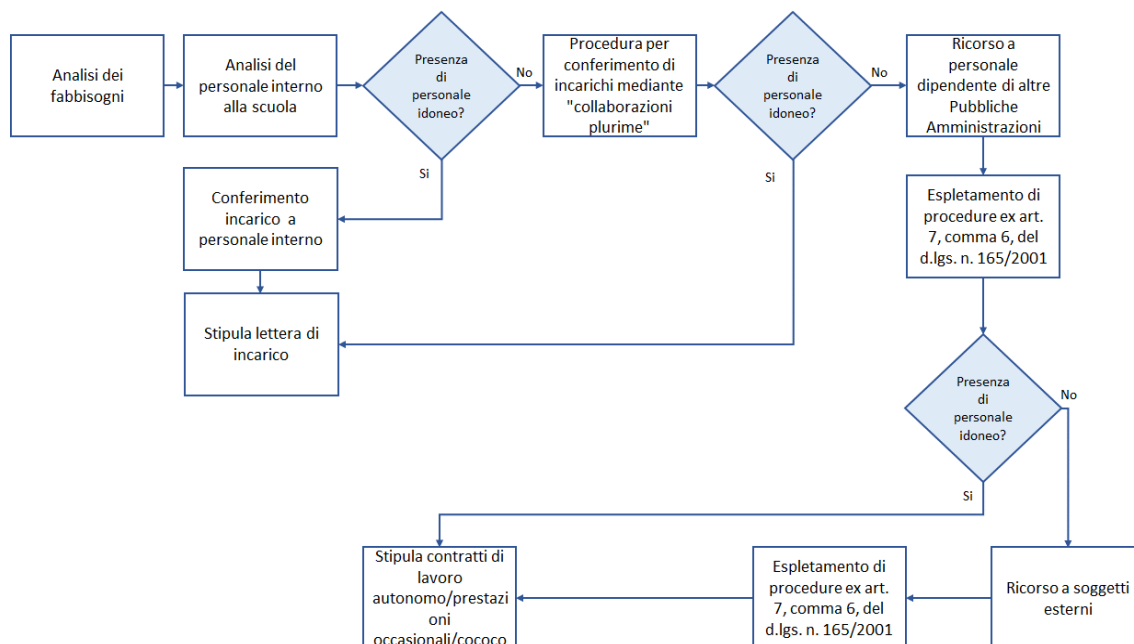 Analisi dei
fabbisogni
Analisi del
personale interno
alla scuola
Presenza
di
personale
idoneo?
No
Procedura per
conferimento di
incarichi mediante
"collaborazioni
plurime"
Presenza
di
personale
idoneo?
No
Ricorso a
personale
dipendente di altre
Pubbliche
Amministrazioni
Si
Conferimento
incarico a
personale interno
Si
Espletamento di
procedure ex art.
7, comma 6, del
d.lgs. n. 165/2001
Stipula lettera di
incarico
Presenza
di
personale
idoneo?
No
Si
Stipula contratti di
lavoro
autonomo/prestazi
oni
occasionali/cococo
Espletamento di
procedure ex art.
7, comma 6, del
d.lgs. n. 165/2001
Ricorso a soggetti
esterni